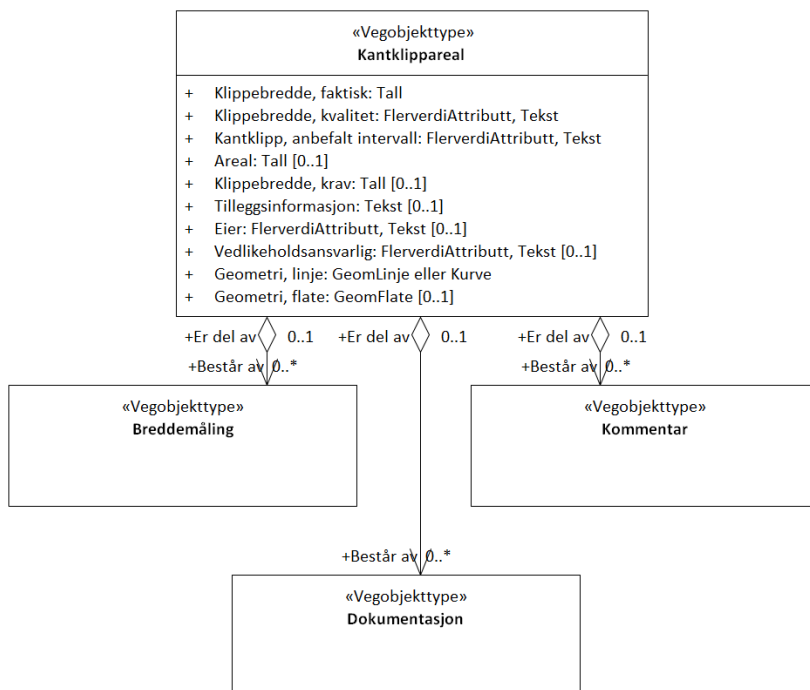 «Vegobjekttype»
Kantklippareal
+ Klippebredde, faktisk: Tall
+ Klippebredde, kvalitet: FlerverdiAttributt, Tekst
+ Kantklipp, anbefalt intervall: FlerverdiAttributt, Tekst
+ Areal: Tall [0..1]
+ Klippebredde, krav: Tall [0..1]
+ Tilleggsinformasjon: Tekst [0..1]
+ Eier: FlerverdiAttributt, Tekst [0..1]
+ Vedlikeholdsansvarlig: FlerverdiAttributt, Tekst [0..1]
+ Geometri, linje: GeomLinje eller Kurve
+ Geometri, flate: GeomFlate [0..1]
+Er del av 0..1 +Er del av 0..1 +Er del av 0..1
+Består av 0..* +Består av 0..*
«Vegobjekttype»
Breddemåling
«Vegobjekttype»
Kommentar
+Består av 0..*
«Vegobjekttype»
Dokumentasjon